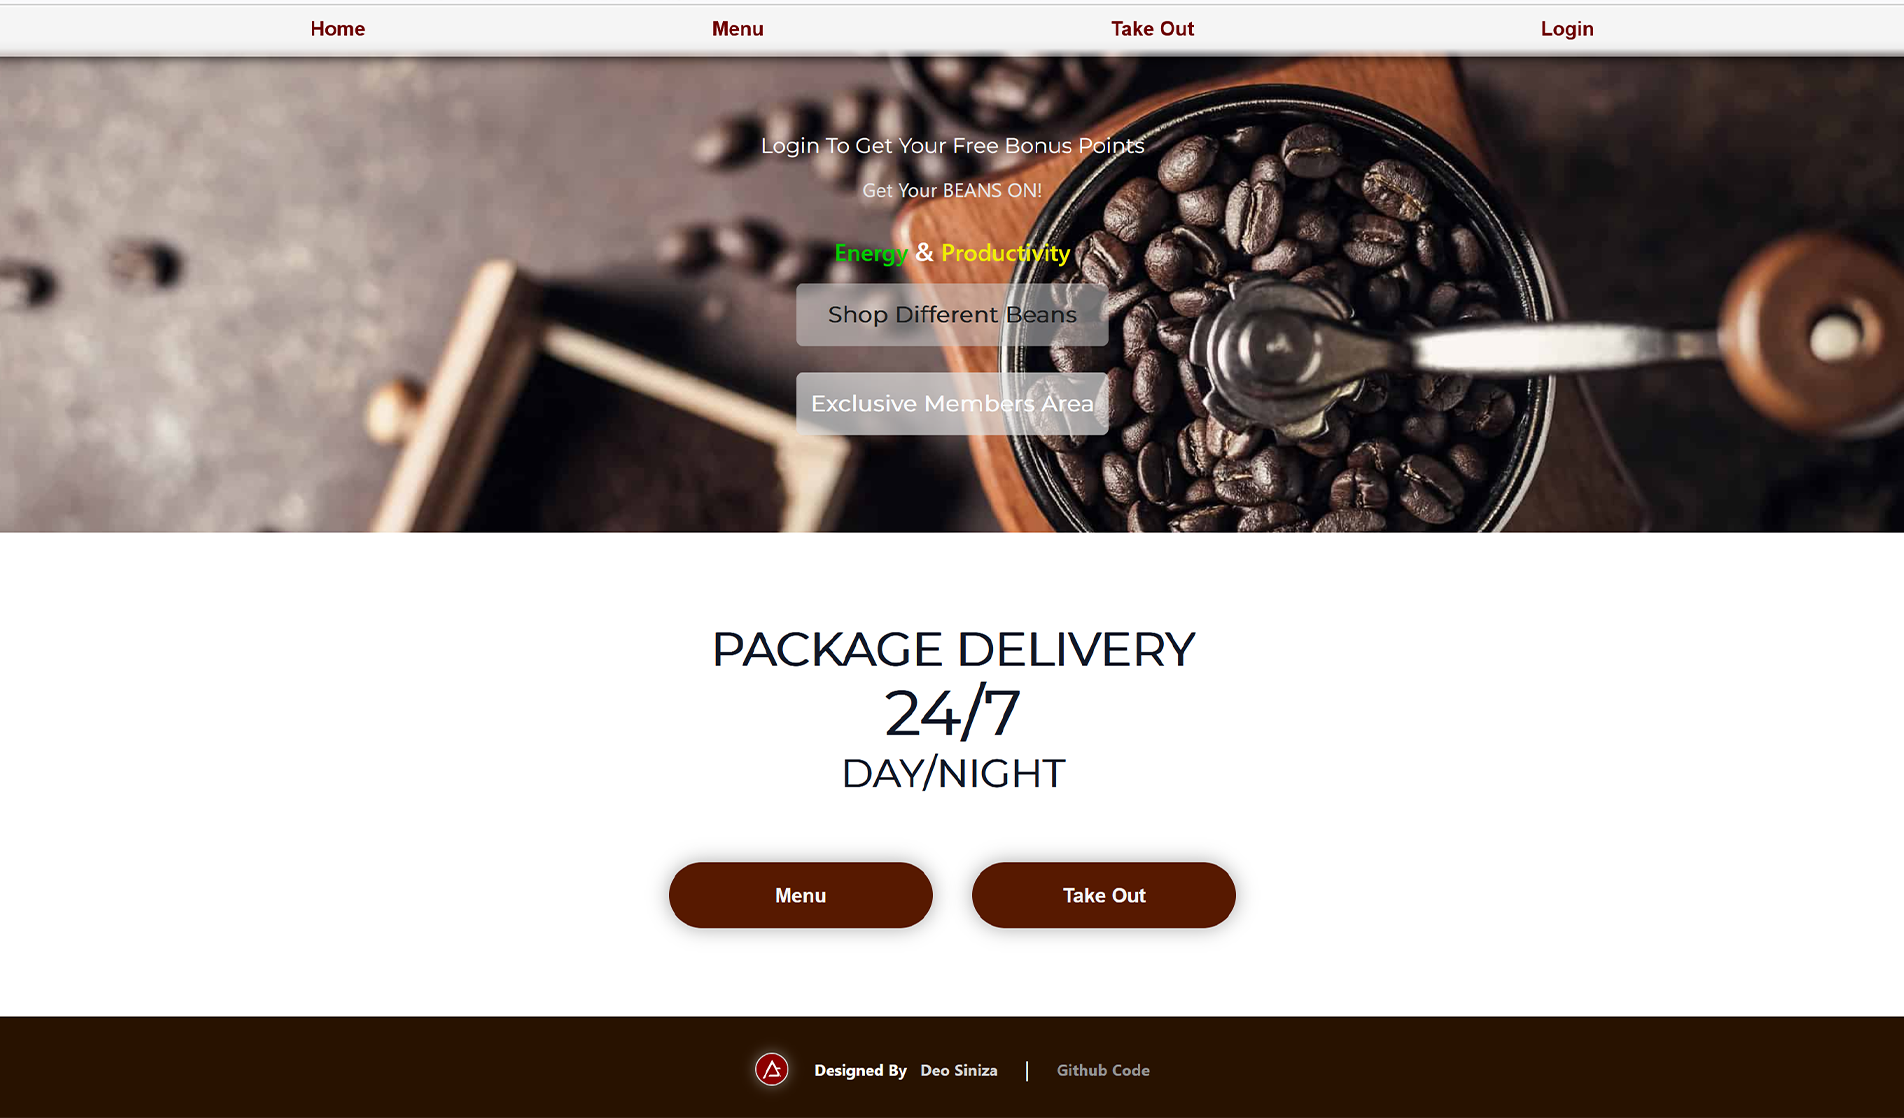 Home Menu Take Out Login
Login To Get Your Free Bonus Points
Get Your BEANS ON!
Energy & Productivity
Shop Different Beans
Exclusive Members Area
PACKAGE DELIVERY
24/7
DAY/NIGHT
Menu Take Out
Designed By Deo Siniza | Github Code